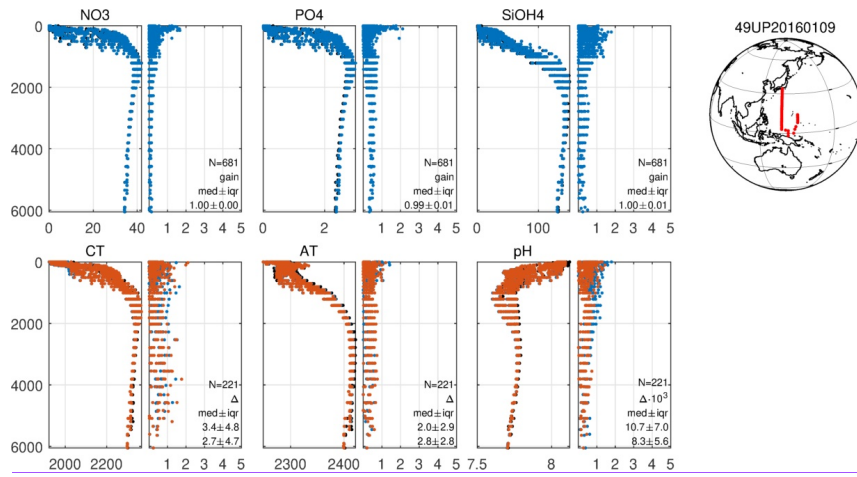 NO3 PO4 SiOH4
49UP20160109
0
2000
4000
6000
N=681 N=681 N=681
gain gain gain
med±iqr med±iqr med±iqr
1.00±0.00 0.99±0.01 1.00±0.01
0 20 40 1 2 3 4 5 0 2 1 2 3 4 5 0 100 1 2 3 4 5
CT AT pH
0
2000
4000
6000
N=221 N=221 N=221
Δ Δ Δ·10³
med±iqr med±iqr med±iqr
3.4±4.8 2.0±2.9 10.7±7.0
2.7±4.7 2.8±2.8 8.3±5.6
2000 2200 1 2 3 4 5 2300 2400 1 2 3 4 5 7.5 8 1 2 3 4 5